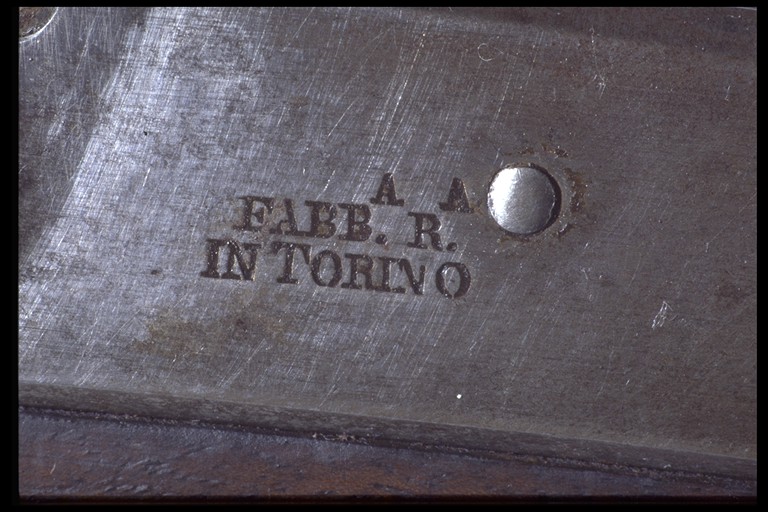 A A
FABB. R.
IN TORINO